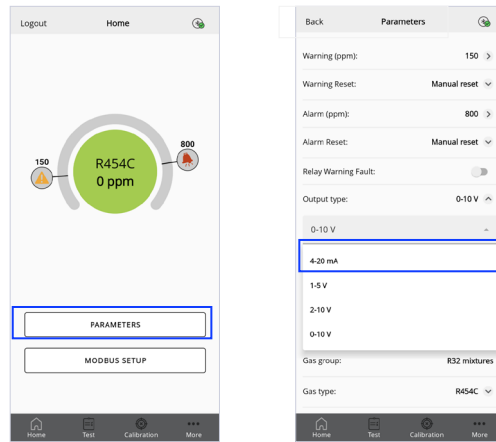 Logout Home
800
150
R454C
0 ppm
PARAMETERS
MODBUS SETUP
Home Test Calibration More
Back Parameters
Warning (ppm): 150
Warning Reset: Manual reset
Alarm (ppm): 800
Alarm Reset: Manual reset
Relay Warning Fault:
Output type: 0-10 V
0-10 V
4-20 mA
1-5 V
2-10 V
0-10 V
Gas group: R32 mixtures
Gas type: R454C
Home Test Calibration More